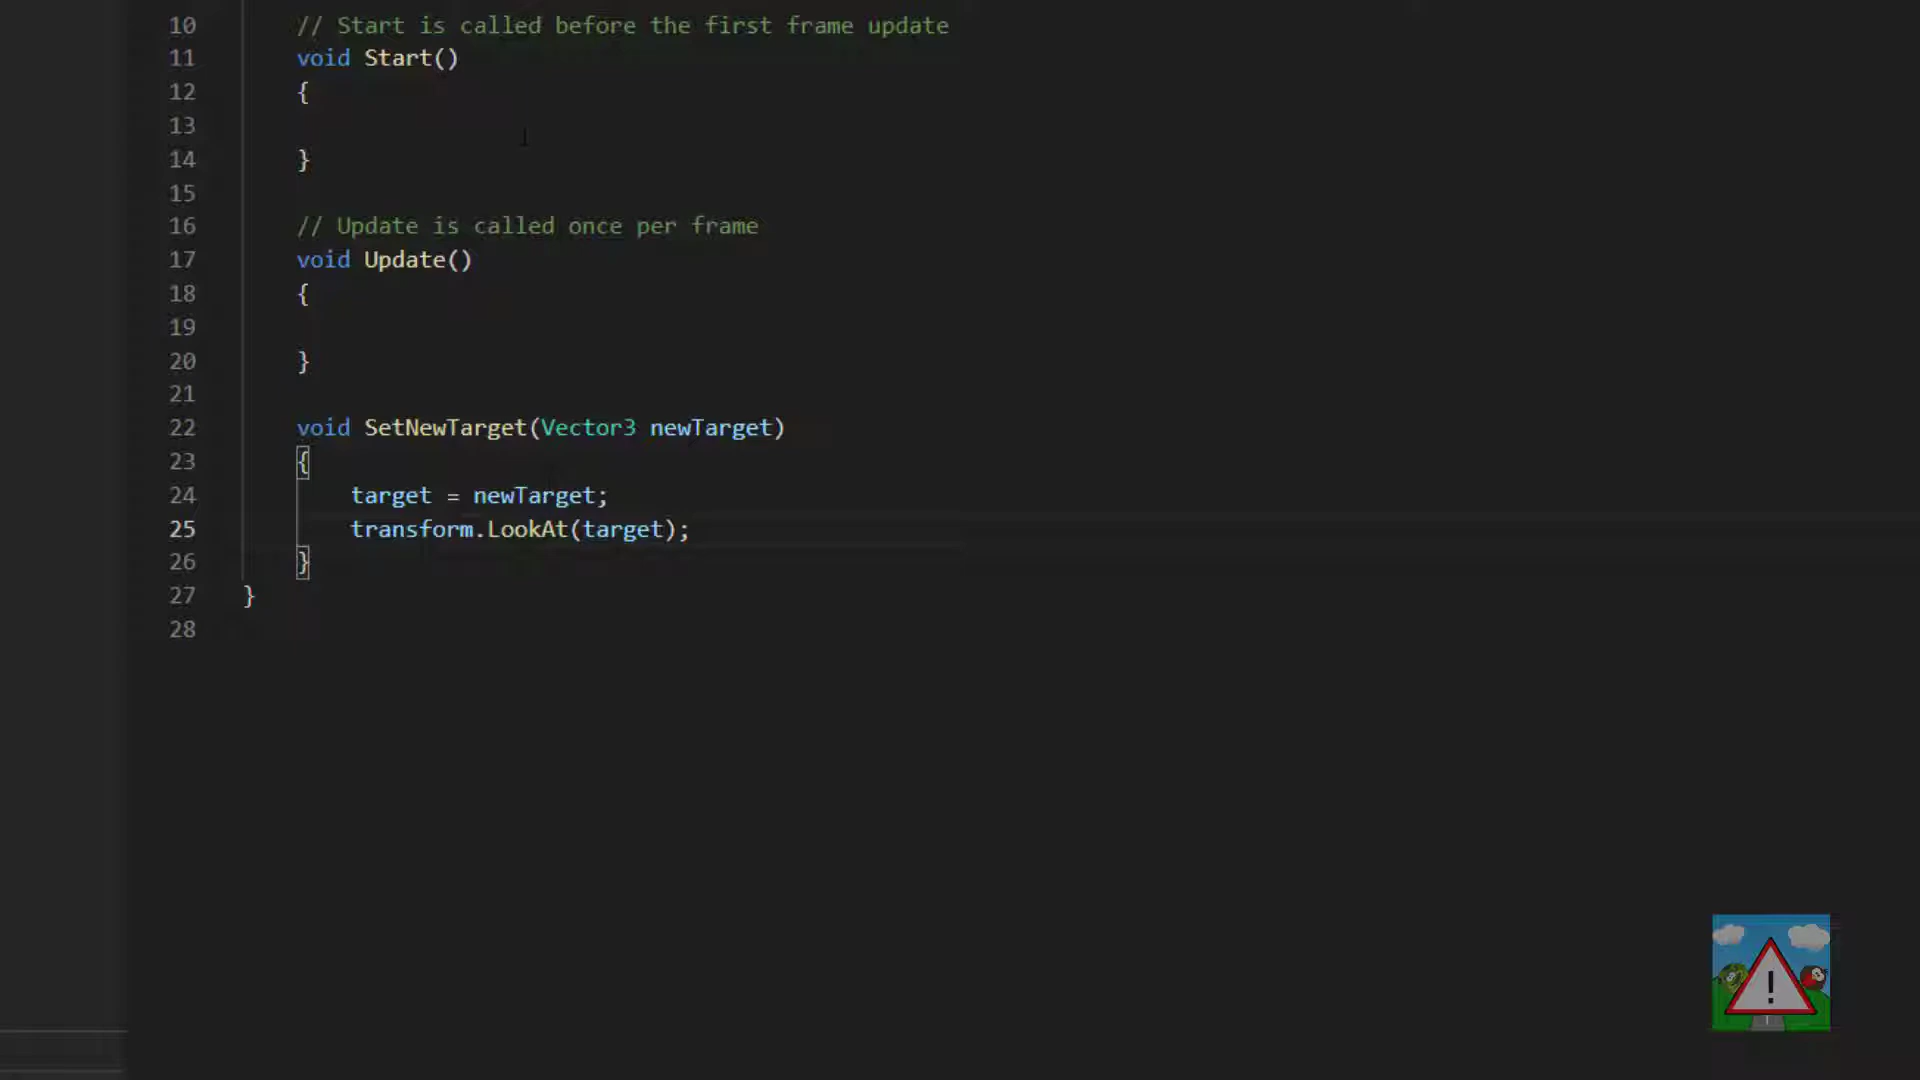 10 // Start is called before the first frame update
11 void Start()
12 {
13
14 }
15
16 // Update is called once per frame
17 void Update()
18 {
19
20 }
21
22 void SetNewTarget(Vector3 newTarget)
23 {
24 target = newTarget;
25 transform.LookAt(target);
26 }
27 }
28
!